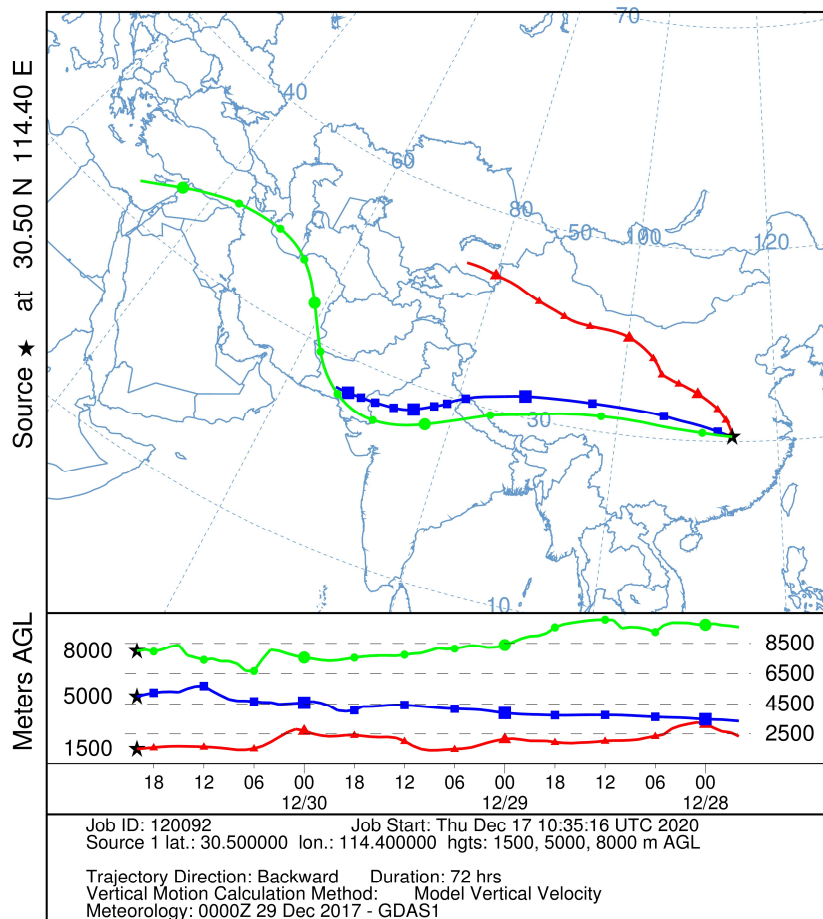 Source ★ at 30.50 N 114.40 E
70
40
60
80
50 100 120
30
10
Meters AGL
8000 8500
6500
5000 4500
2500
1500
18 12 06 00 18 12 06 00 18 12 06 00
12/30 12/29 12/28
Job ID: 120092 Job Start: Thu Dec 17 10:35:16 UTC 2020
Source 1 lat.: 30.500000 lon.: 114.400000 hgts: 1500, 5000, 8000 m AGL
Trajectory Direction: Backward Duration: 72 hrs
Vertical Motion Calculation Method: Model Vertical Velocity
Meteorology: 0000Z 29 Dec 2017 - GDAS1